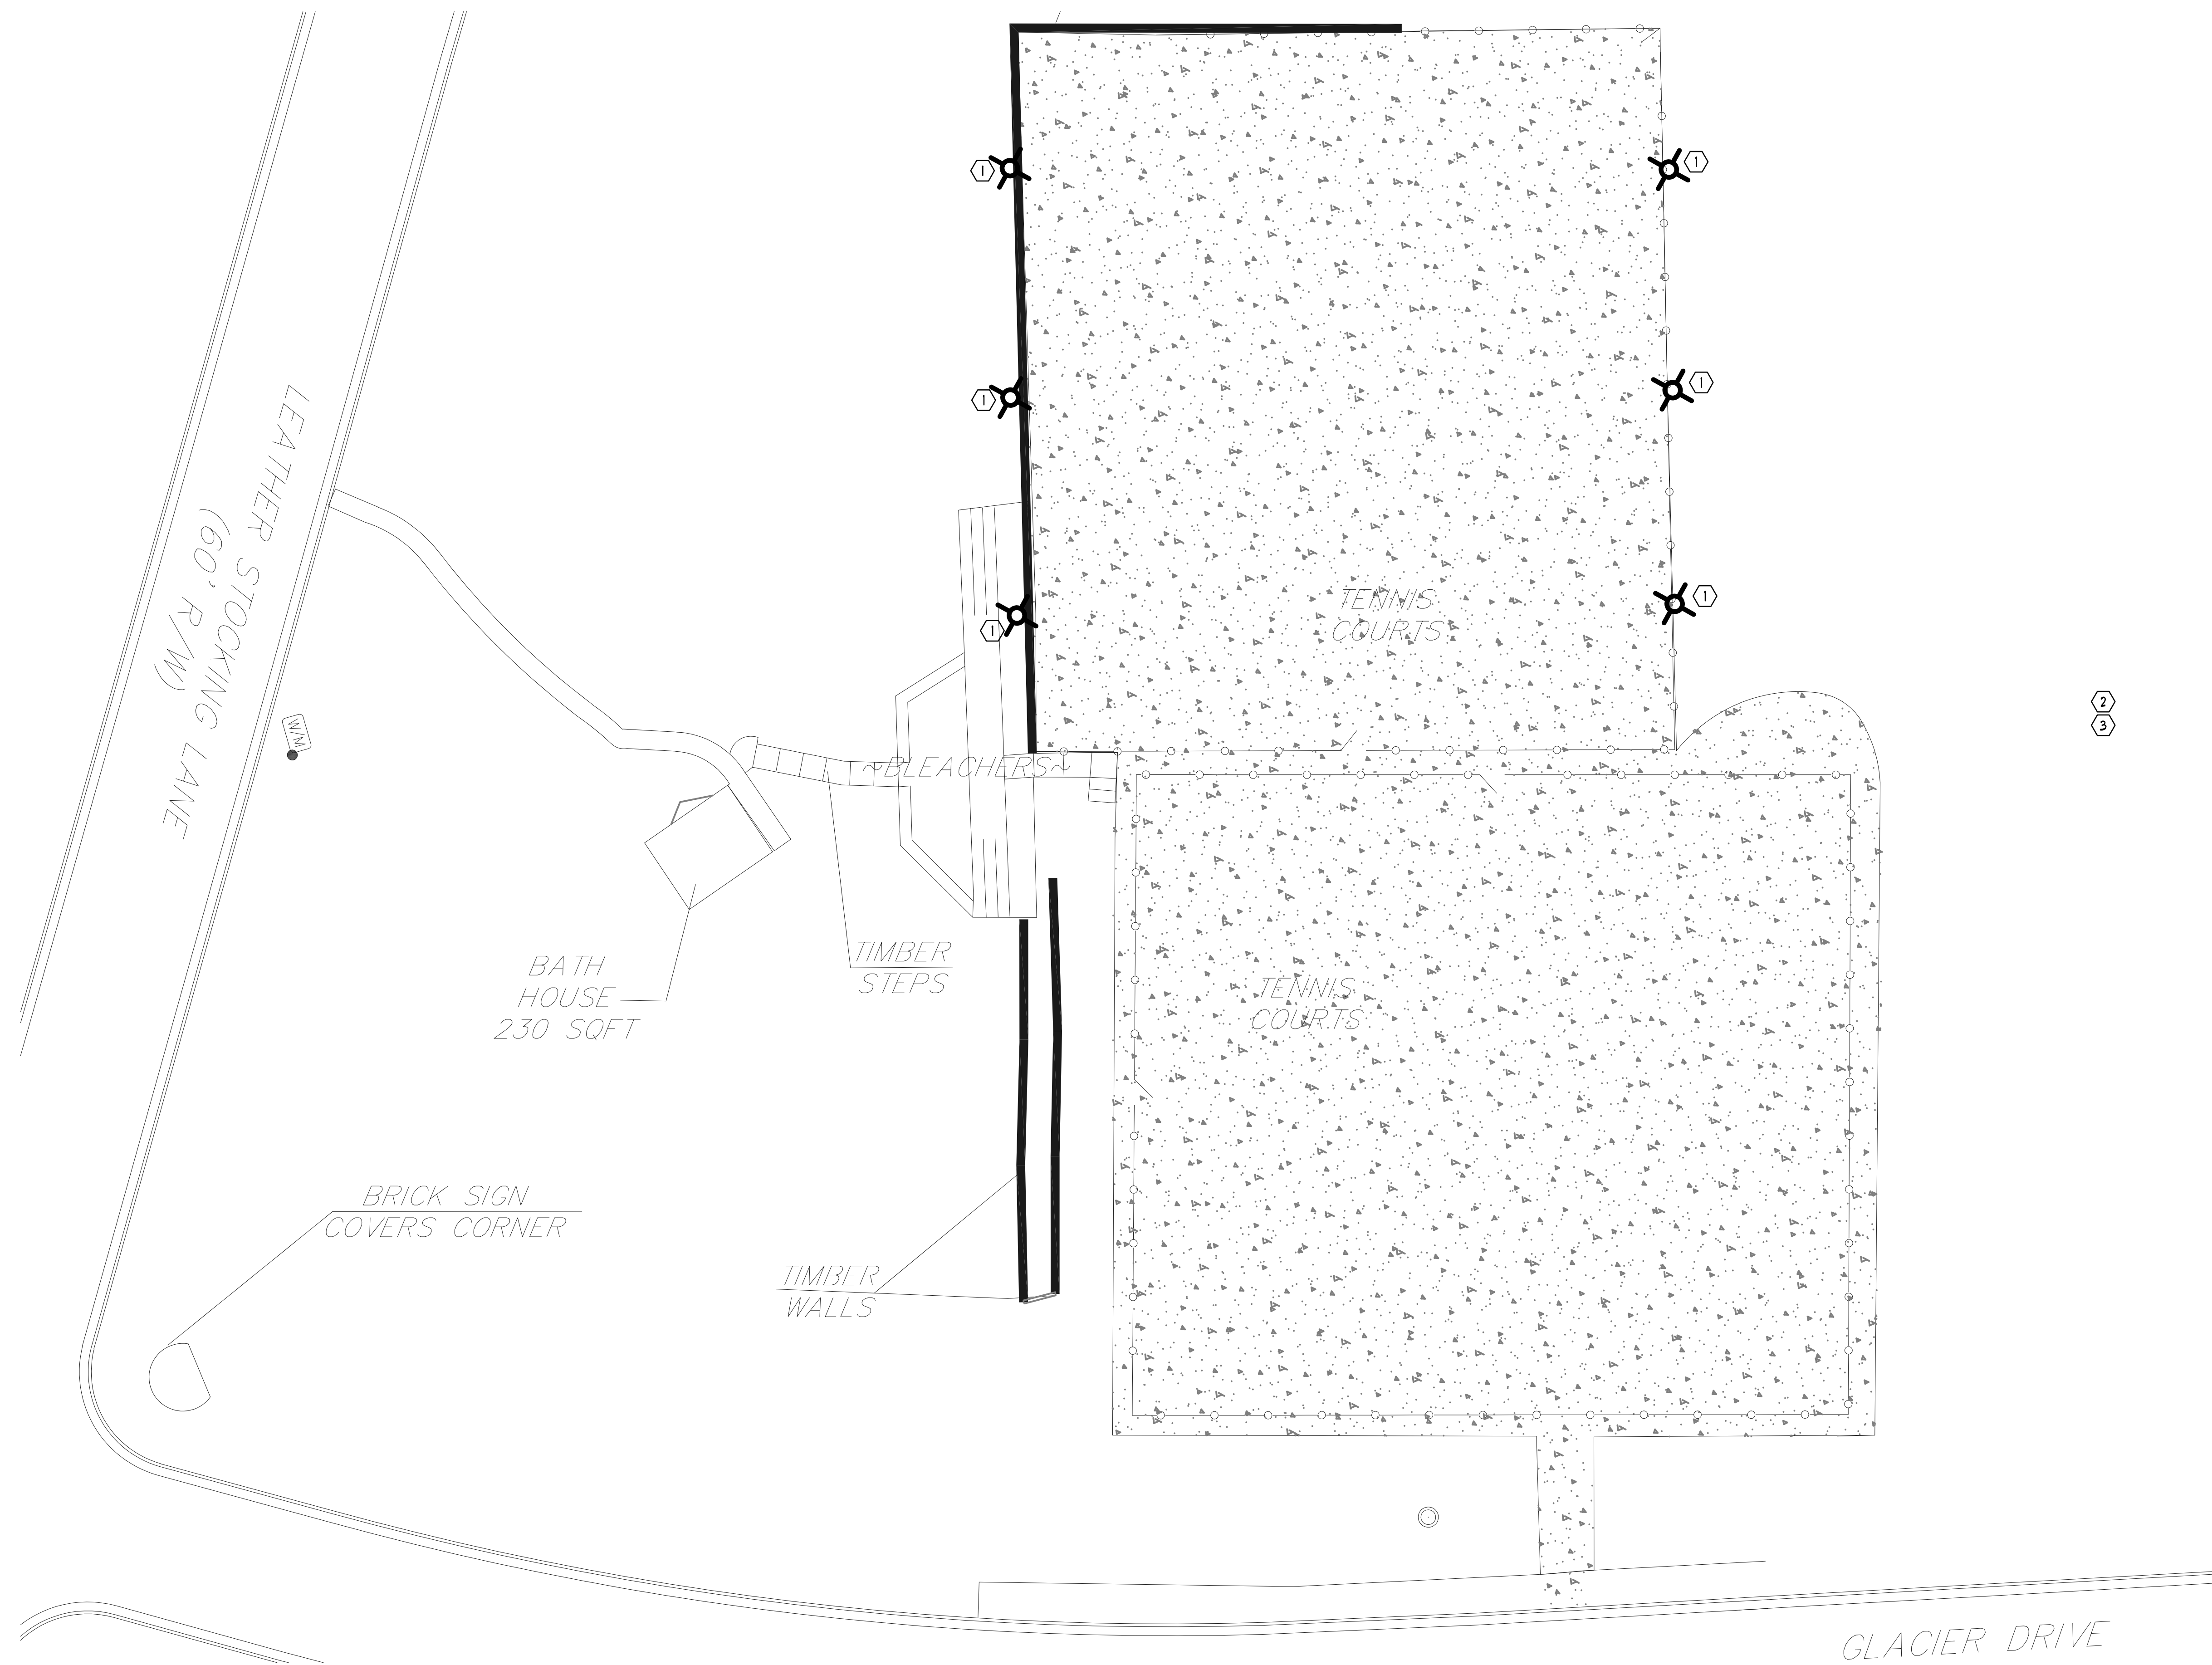 1
1
1
1
1
1
2
3
LEATHER STOCKING LANE
(60' R/W)
W/M
TENNIS
COURTS
~BLEACHERS~
BATH
HOUSE
230 SQFT
TIMBER
STEPS
TENNIS
COURTS
BRICK SIGN
COVERS CORNER
TIMBER
WALLS
GLACIER DRIVE